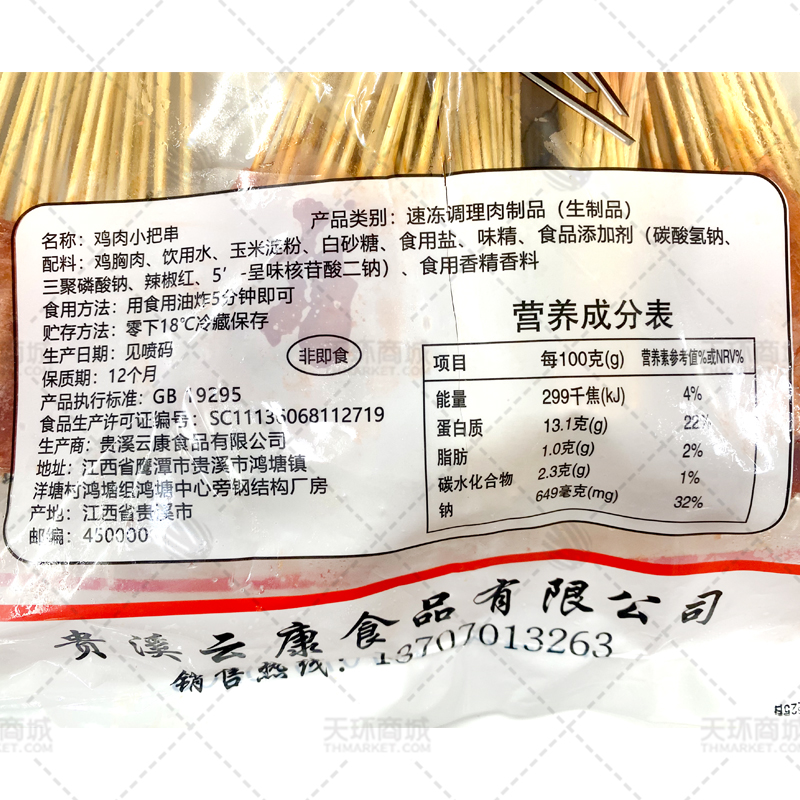 产品类别：速冻调理肉制品（生制品）
名称：鸡肉小把串
配料：鸡胸肉、饮用水、玉米淀粉、白砂糖、食用盐、味精、食品添加剂（碳酸氢钠、
三聚磷酸钠、辣椒红、5′-呈味核苷酸二钠）、食用香精香料
食用方法：用食用油炸5分钟即可
贮存方法：零下18℃冷藏保存
生产日期：见喷码
非即食
保质期：12个月
产品执行标准：GB 19295
食品生产许可证编号：SC11136068112719
生产商：贵溪云康食品有限公司
地址：江西省鹰潭市贵溪市鸿塘镇
洋塘村鸿塘组鸿塘中心旁钢结构厂房
产地：江西省贵溪市
邮编：
营养成分表
项目 每100克(g) 营养素参考值%或NRV%
能量 299千焦(kJ) 4%
蛋白质 13.1克(g) 22%
脂肪 1.0克(g) 2%
碳水化合物 2.3克(g) 1%
钠 649毫克(mg) 32%
贵溪云康食品有限公司
销售热线：13707013263
天环商城
THMARKET.COM